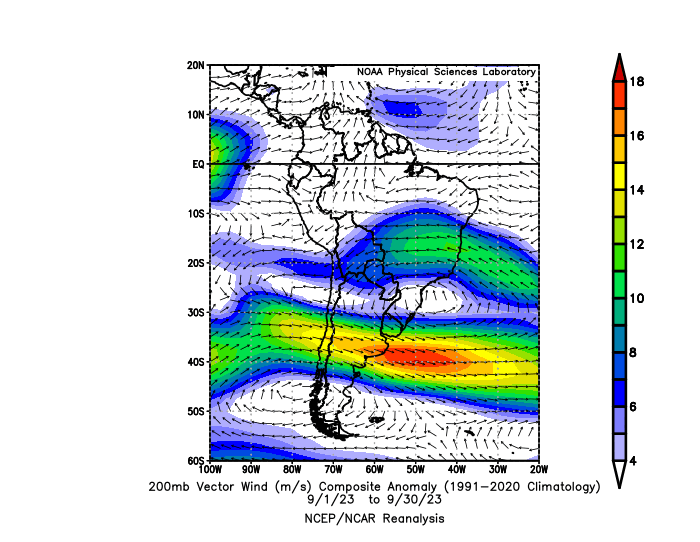 NOAA Physical Sciences Laboratory
20N
10N
EQ
10S
20S
30S
40S
50S
60S
100W 90W 80W 70W 60W 50W 40W 30W 20W
18
16
14
12
10
8
6
4
200mb Vector Wind (m/s) Composite Anomaly (1991-2020 Climatology)
9/1/23 to 9/30/23
NCEP/NCAR Reanalysis